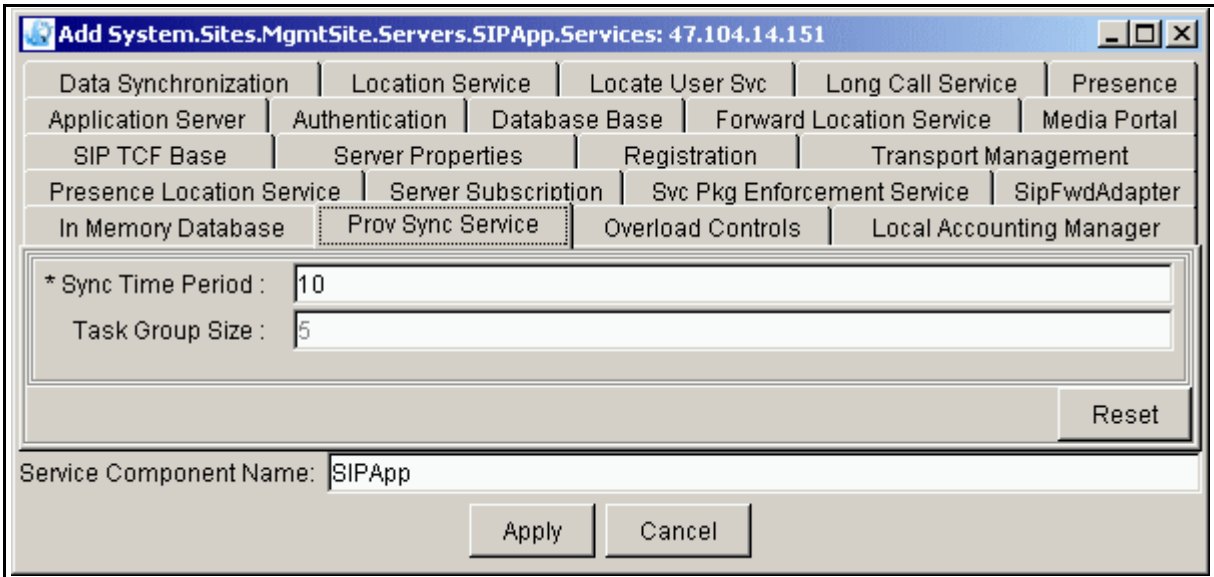 Add System.Sites.MgmtSite.Servers.SIPApp.Services: 47.104.14.151
Data Synchronization Location Service Locate User Svc Long Call Service Presence
Application Server Authentication Database Base Forward Location Service Media Portal
SIP TCF Base Server Properties Registration Transport Management
Presence Location Service Server Subscription Svc Pkg Enforcement Service SipFwdAdapter
In Memory Database Prov Sync Service Overload Controls Local Accounting Manager
* Sync Time Period : 10
Task Group Size : 5
Reset
Service Component Name: SIPApp
Apply Cancel